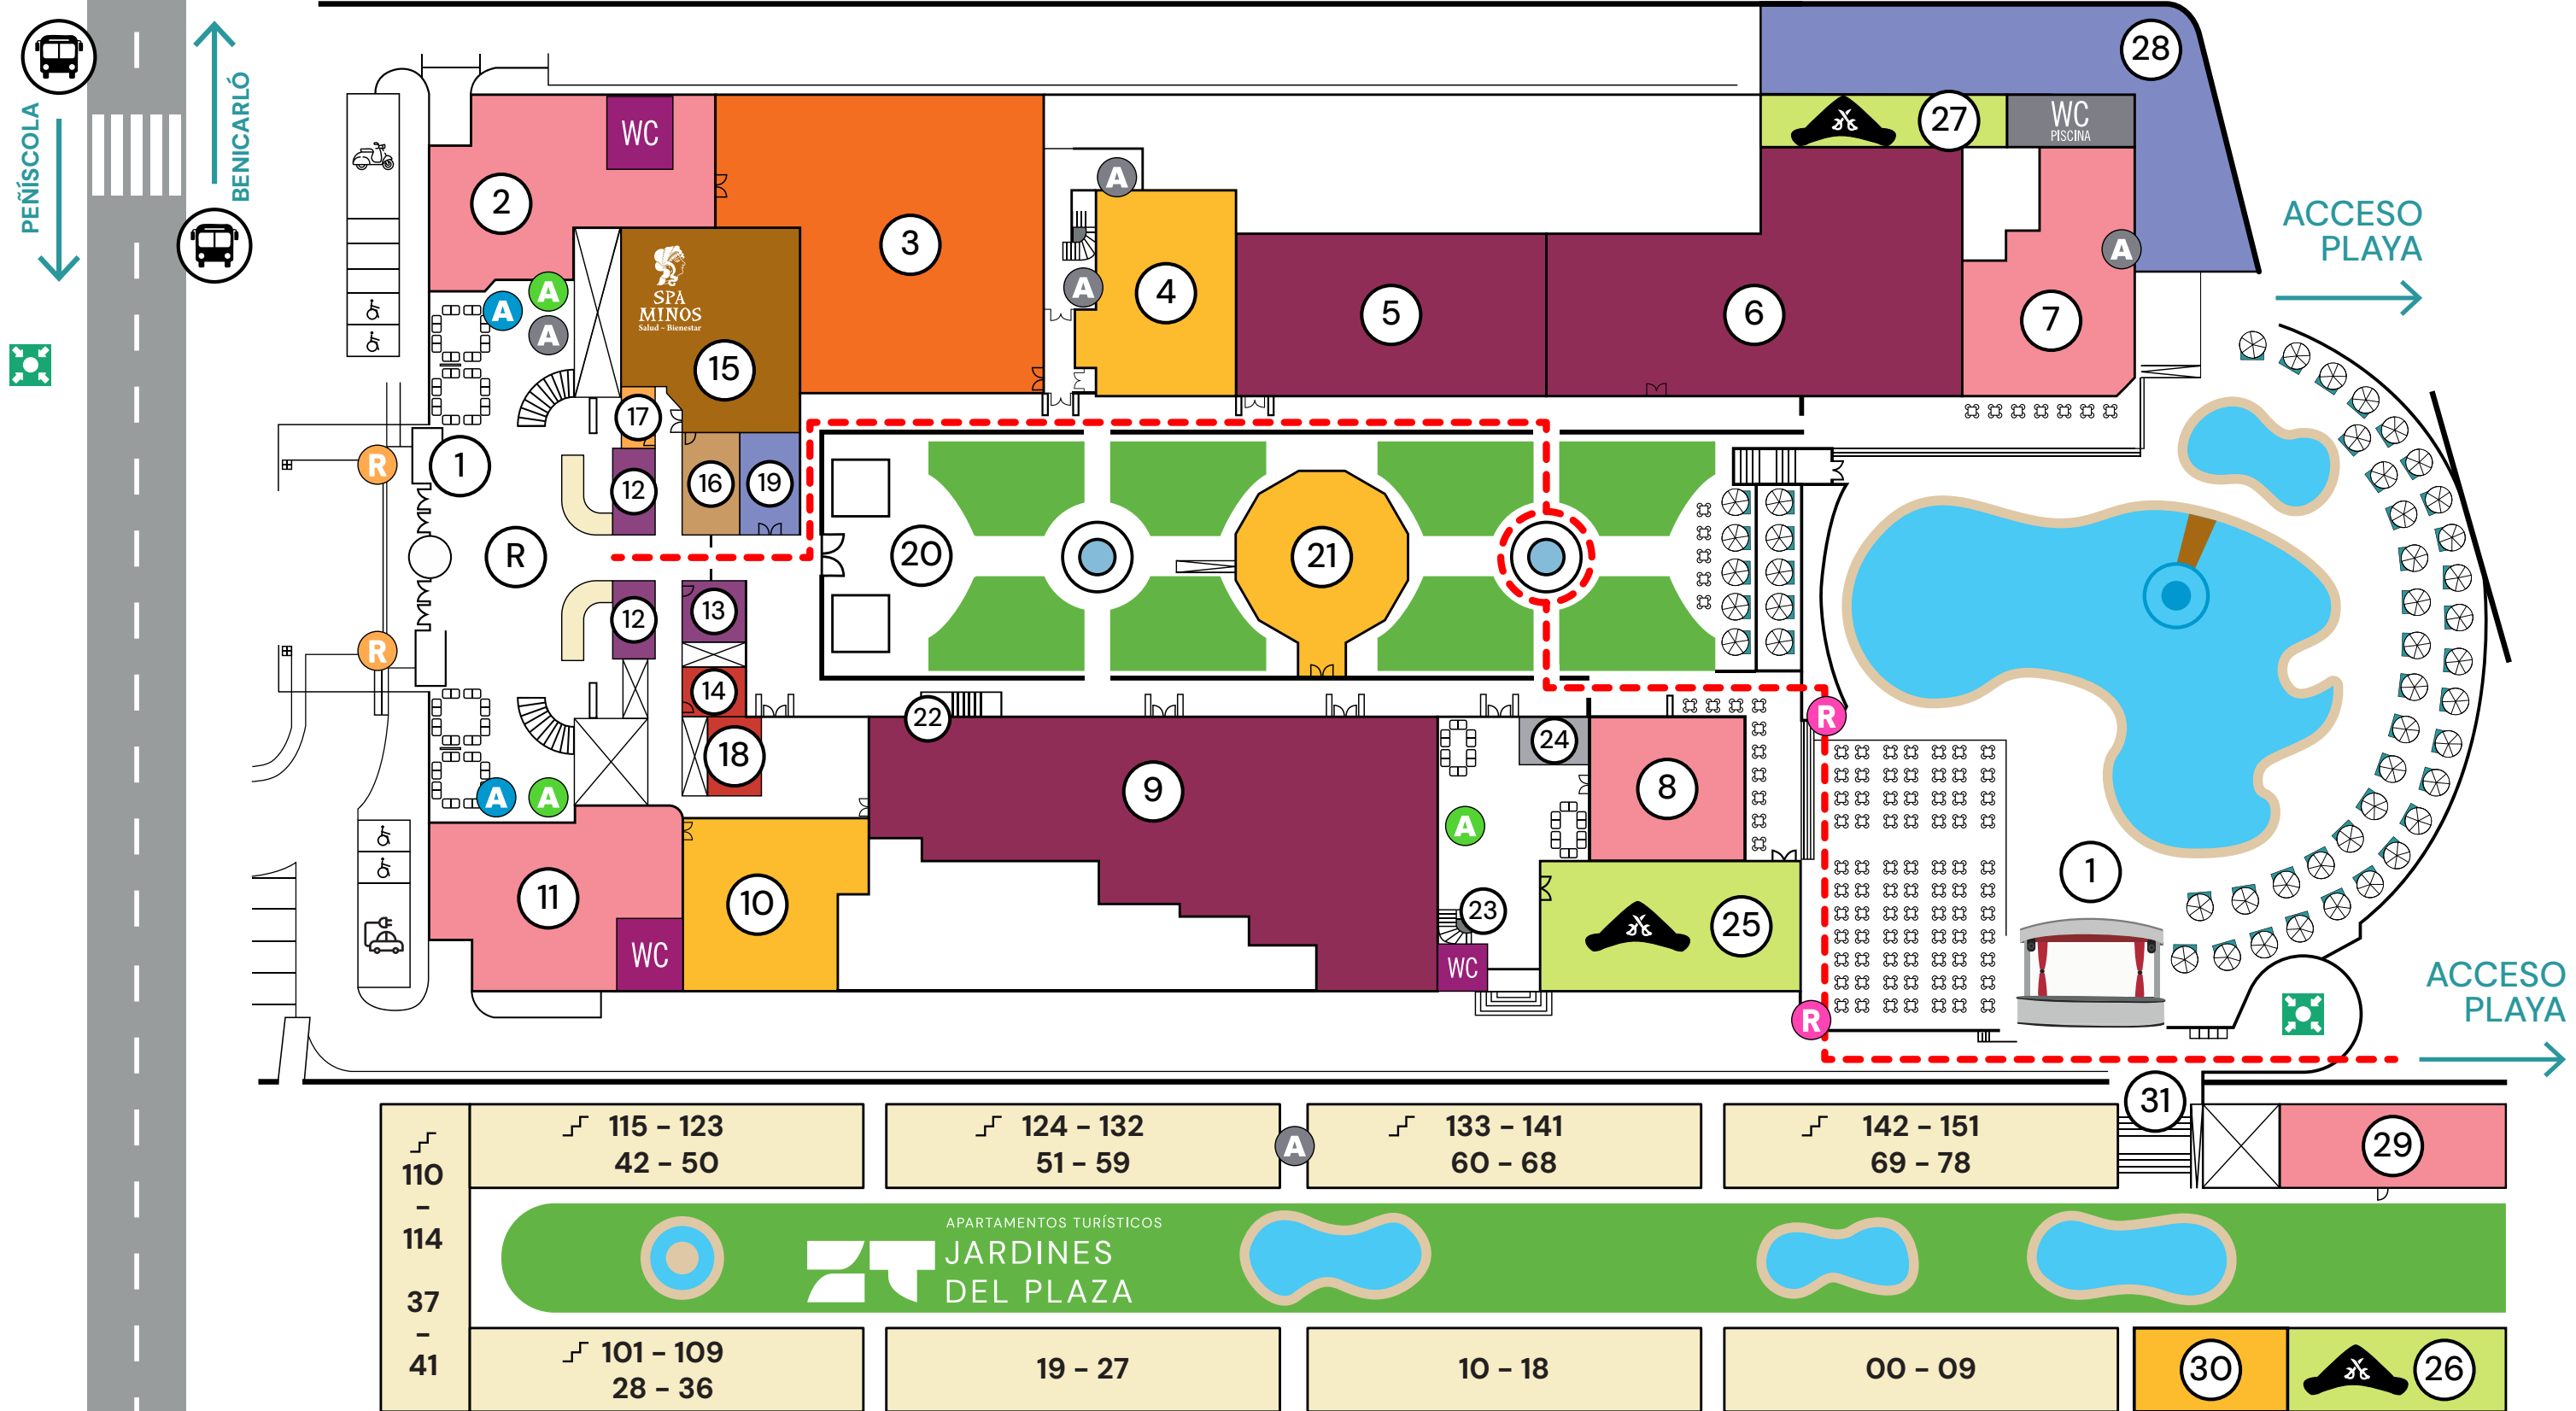 PEÑÍSCOLA
BENICARLÓ
WC
2
3
A
A
4
5
6
7
A
27
WC
PISCINA
28
ACCESO
PLAYA
A
A
A
SPA
MINOS
Salud ~ Bienestar
15
17
R
1
12
16
19
R
20
21
12
13
R
14
22
18
9
24
8
R
A
A
A
11
WC
10
23
WC
25
1
R
ACCESO
PLAYA
31
115 – 123
42 – 50
124 – 132
51 – 59
A
133 – 141
60 – 68
142 – 151
69 – 78
29
110
–
114
37
–
41
APARTAMENTOS TURÍSTICOS
JARDINES
DEL PLAZA
101 – 109
28 – 36
19 – 27
10 – 18
00 – 09
30
26